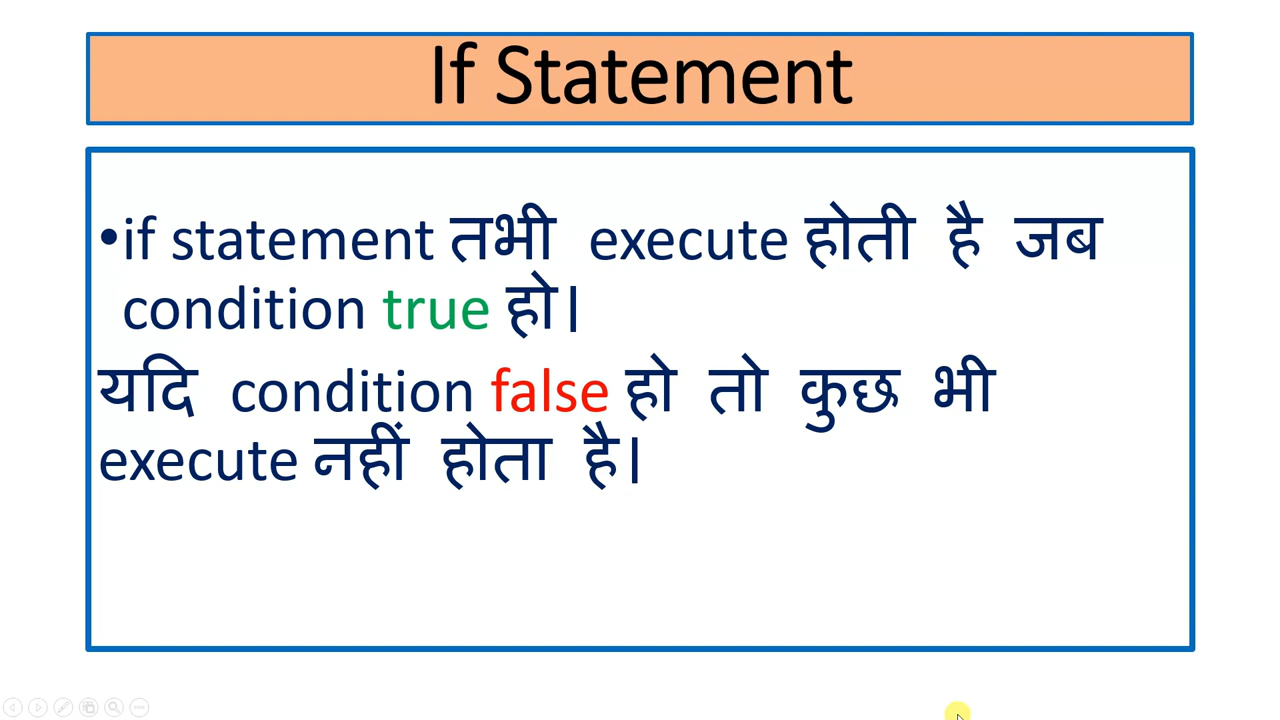 If Statement
•if statement तभी execute होती है जब
condition true हो।
यदि condition false हो तो कुछ भी
execute नहीं होता है।